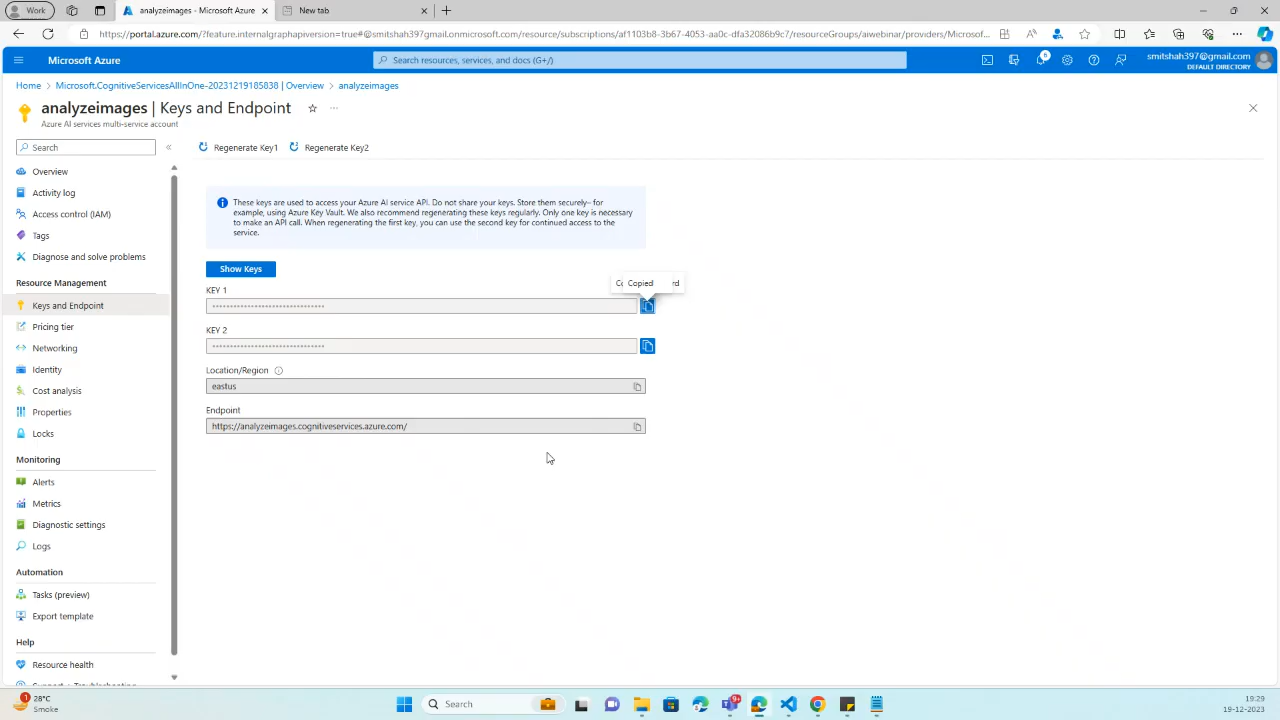 Work
analyzeimages - Microsoft Azure
New tab
https://portal.azure.com/?feature.internalgraphapiversion=true#@smitshah397gmail.onmicrosoft.com/resource/subscriptions/af1103b8-3b67-4053-aa0c-dfa32086b9c7/resourceGroups/aiwebinar/providers/Microsof...
Microsoft Azure
Search resources, services, and docs (G+/)
6
smitshah397@gmail.com
DEFAULT DIRECTORY
Home > Microsoft.CognitiveServicesAllInOne-20231219185838 | Overview > analyzeimages
analyzeimages | Keys and Endpoint
Azure AI services multi-service account
Search
Regenerate Key1
Regenerate Key2
Overview
Activity log
Access control (IAM)
Tags
Diagnose and solve problems
Resource Management
Keys and Endpoint
Pricing tier
Networking
Identity
Cost analysis
Properties
Locks
Monitoring
Alerts
Metrics
Diagnostic settings
Logs
Automation
Tasks (preview)
Export template
Help
Resource health
These keys are used to access your Azure AI service API. Do not share your keys. Store them securely– for
example, using Azure Key Vault. We also recommend regenerating these keys regularly. Only one key is necessary
to make an API call. When regenerating the first key, you can use the second key for continued access to the
service.
Show Keys
Copied
KEY 1
KEY 2
Location/Region
eastus
Endpoint
https://analyzeimages.cognitiveservices.azure.com/
1
28°C
Smoke
Search
9+
19:29
19-12-2023